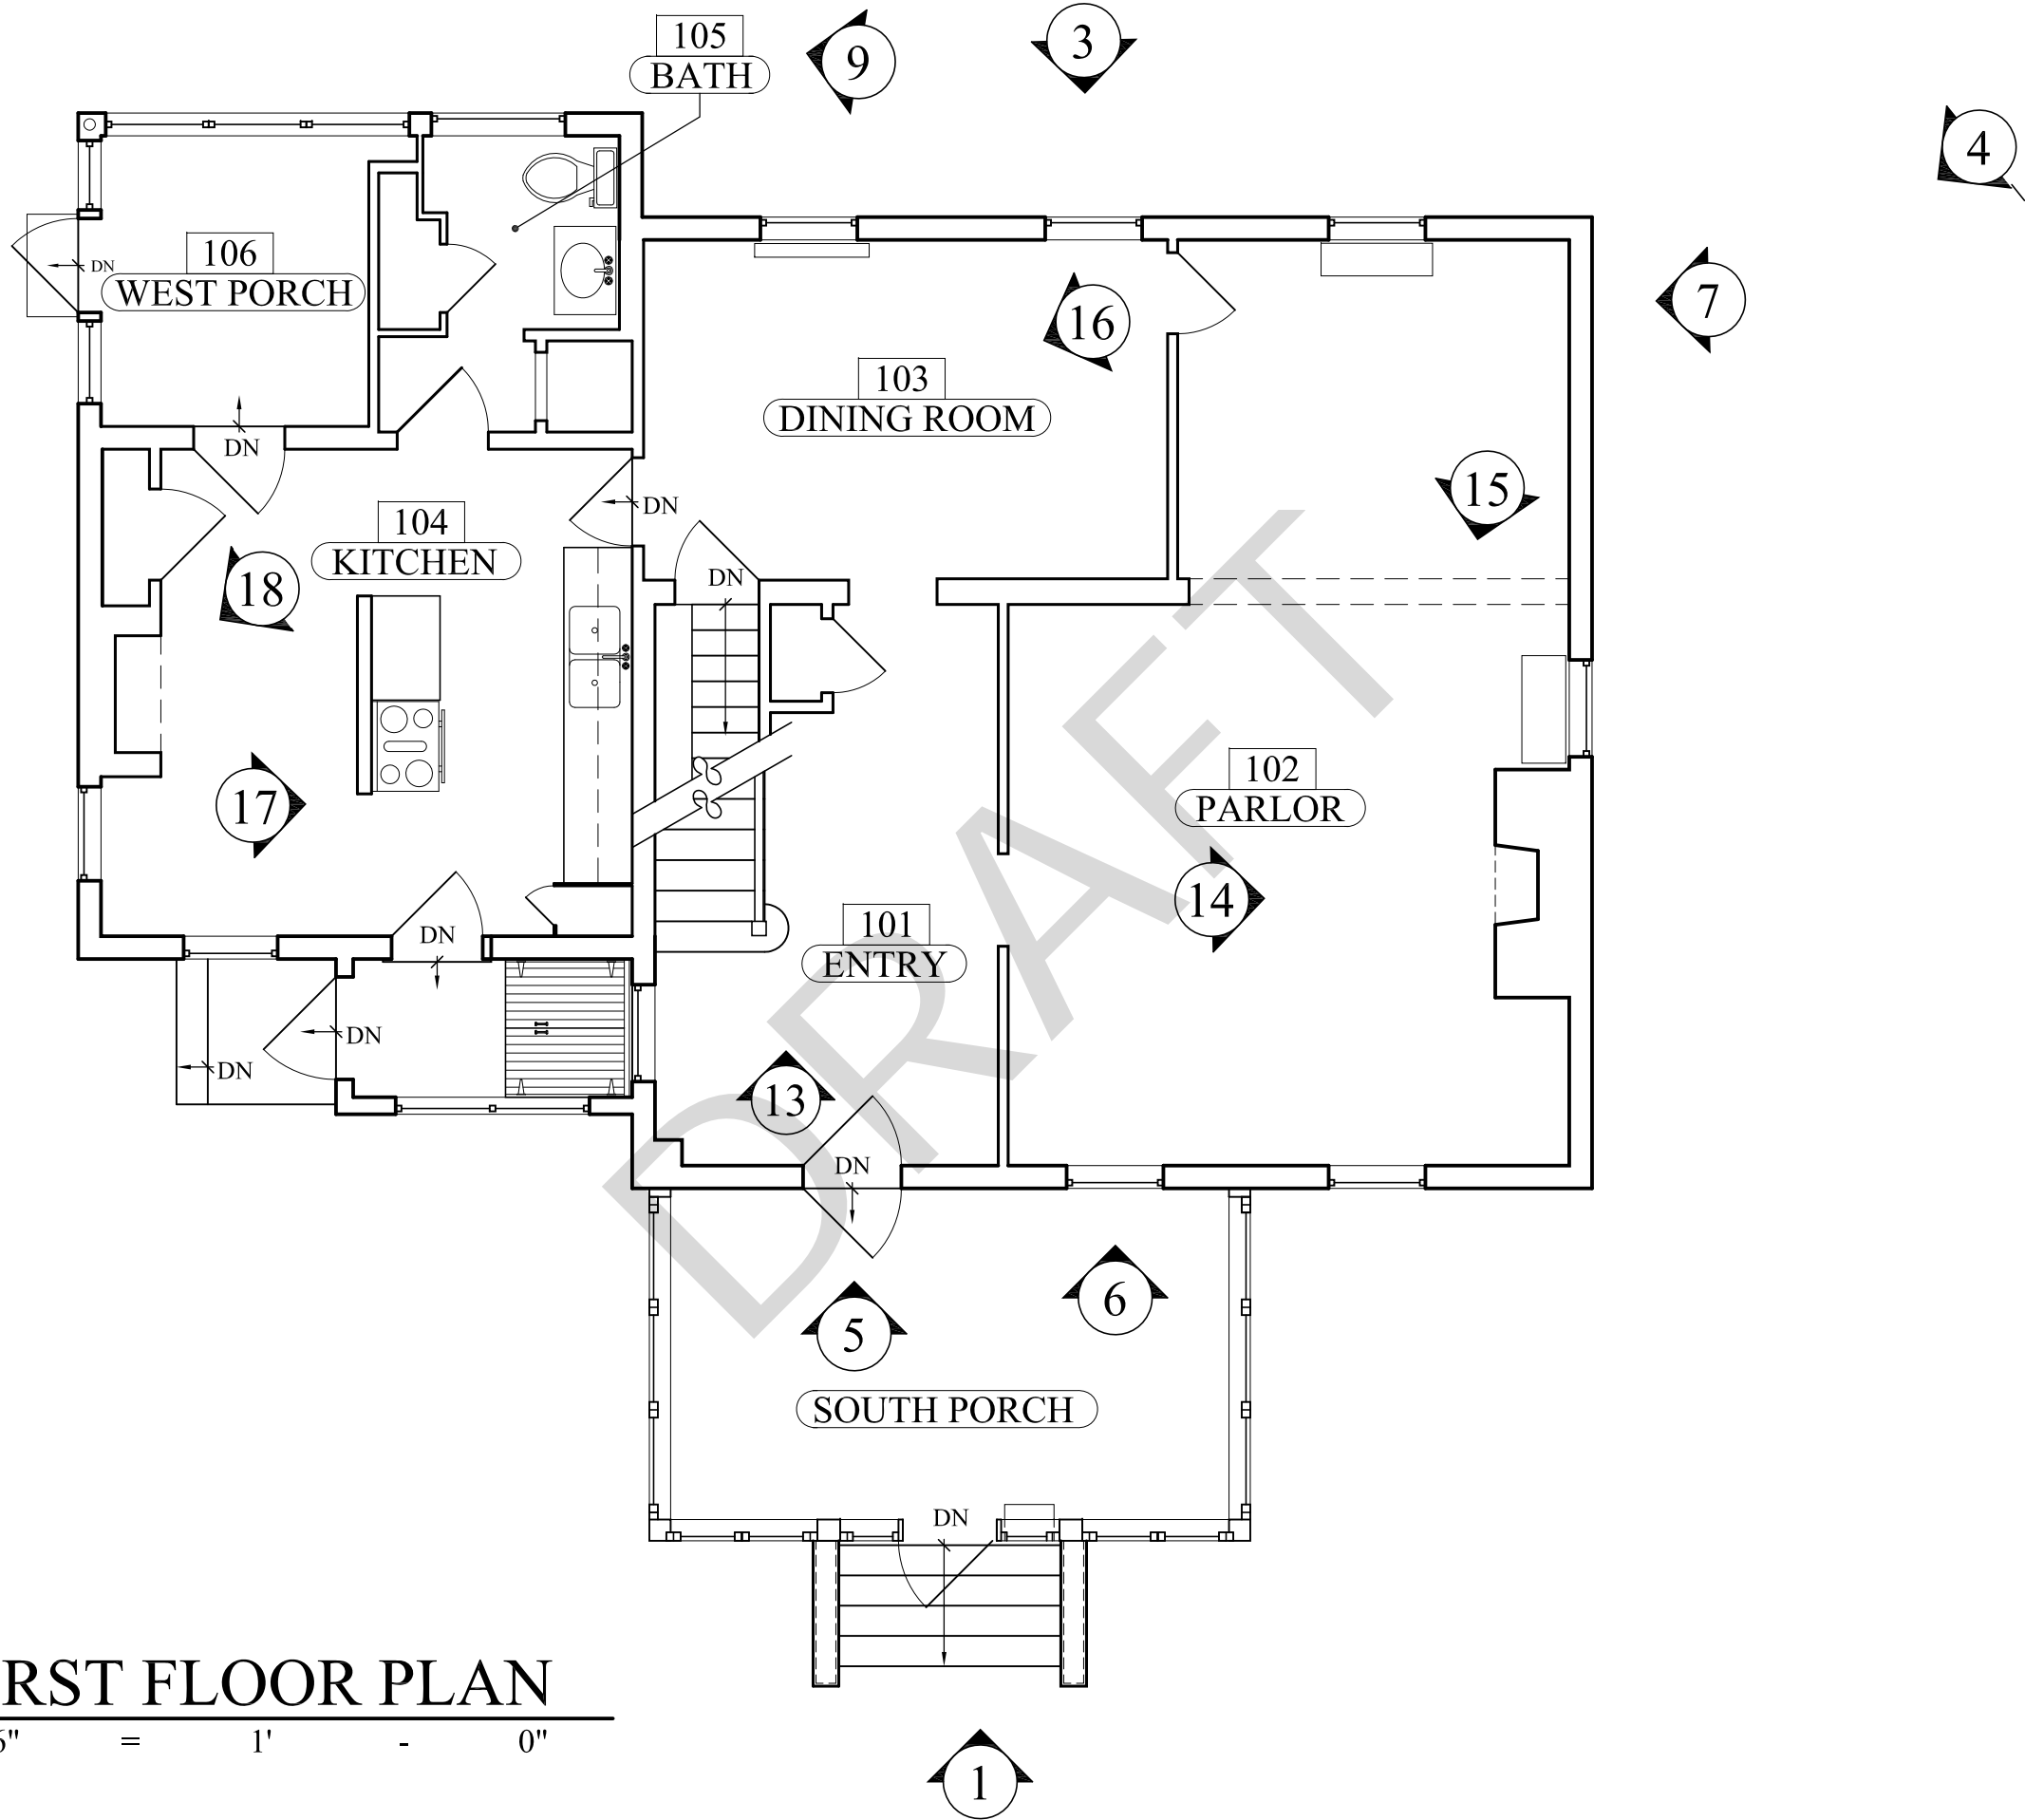 105
BATH
9
3
4
106
WEST PORCH
DN
7
16
103
DINING ROOM
DN
15
104
KITCHEN
DN
18
DN
102
PARLOR
17
14
101
ENTRY
DN
DN
DN
13
DN
6
5
SOUTH PORCH
DN
DRAFT
RST FLOOR PLAN
6" = 1' - 0"
1